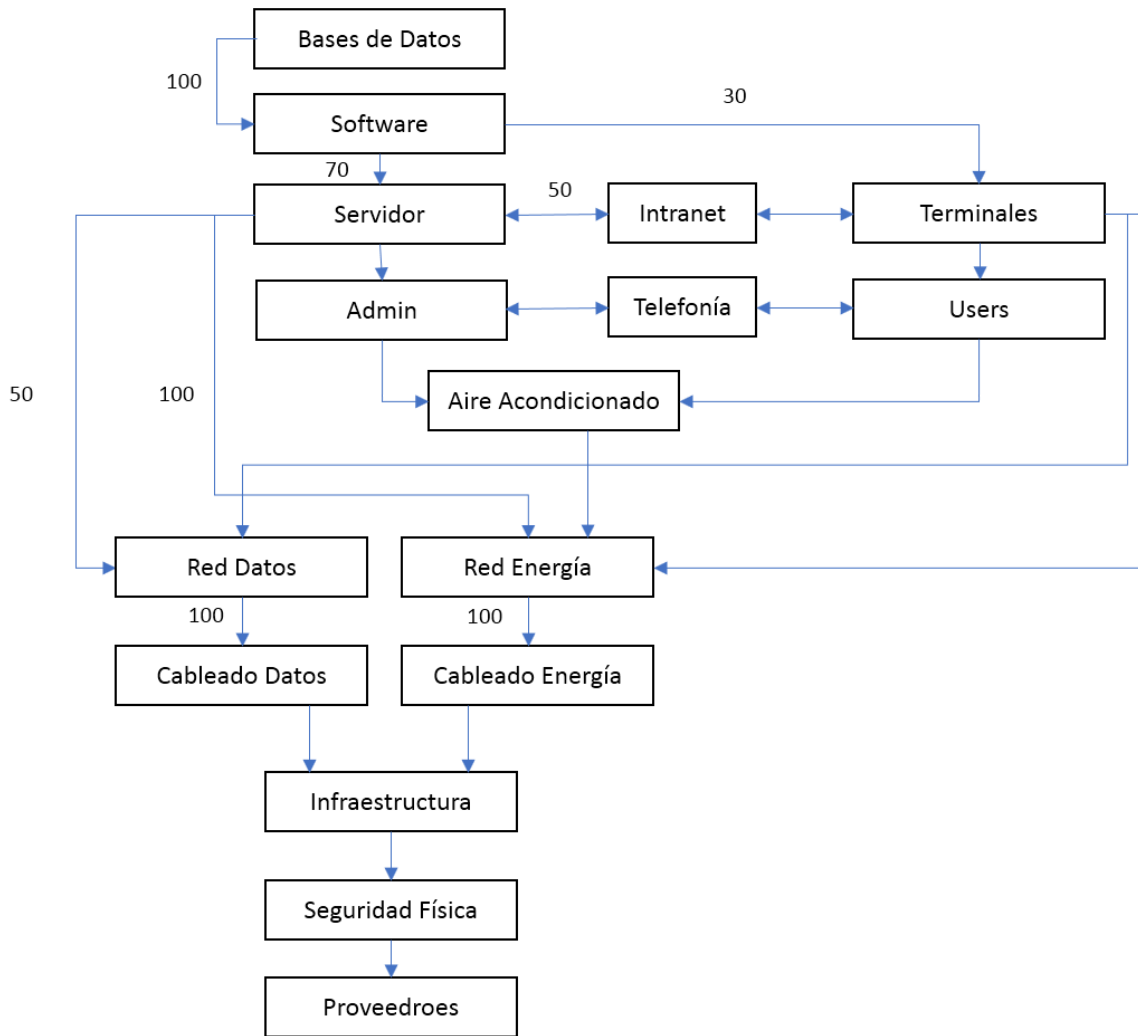 Bases de Datos
100
30
Software
70
50
Servidor
Intranet
Terminales
Admin
Telefonía
Users
50
100
Aire Acondicionado
Red Datos
Red Energía
100
100
Cableado Datos
Cableado Energía
Infraestructura
Seguridad Física
Proveedroes